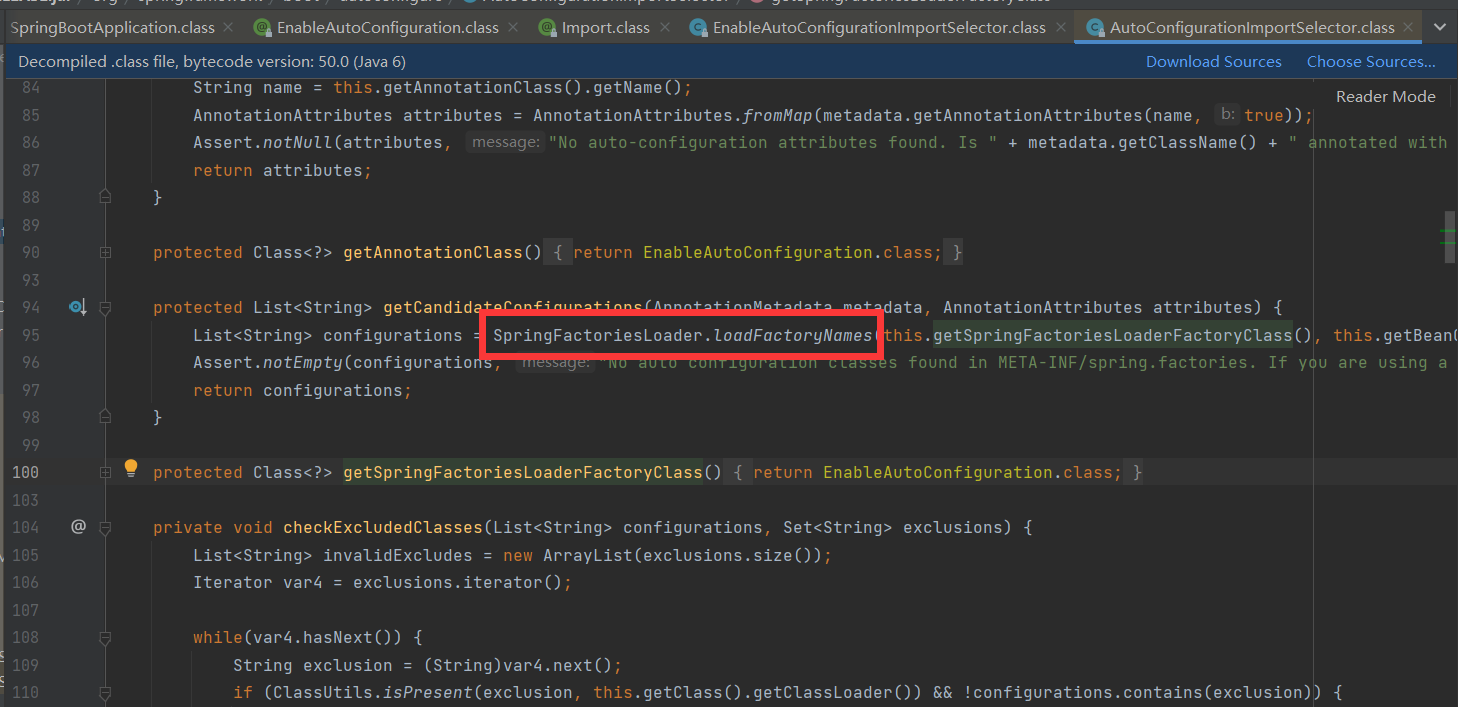 SpringBootApplication.class EnableAutoConfiguration.class Import.class EnableAutoConfigurationImportSelector.class AutoConfigurationImportSelector.class
Decompiled .class file, bytecode version: 50.0 (Java 6) Download Sources Choose Sources...
Reader Mode
84 String name = this.getAnnotationClass().getName();
85 AnnotationAttributes attributes = AnnotationAttributes.fromMap(metadata.getAnnotationAttributes(name, b: true));
86 Assert.notNull(attributes, message: "No auto-configuration attributes found. Is " + metadata.getClassName() + " annotated with
87 return attributes;
88 }
89
90 protected Class<?> getAnnotationClass() { return EnableAutoConfiguration.class; }
93
94 protected List<String> getCandidateConfigurations(AnnotationMetadata metadata, AnnotationAttributes attributes) {
95 List<String> configurations = SpringFactoriesLoader.loadFactoryNames(this.getSpringFactoriesLoaderFactoryClass(), this.getBean
96 Assert.notEmpty(configurations, message: "No auto configuration classes found in META-INF/spring.factories. If you are using a
97 return configurations;
98 }
99
100 protected Class<?> getSpringFactoriesLoaderFactoryClass() { return EnableAutoConfiguration.class; }
103
104 @ private void checkExcludedClasses(List<String> configurations, Set<String> exclusions) {
105 List<String> invalidExcludes = new ArrayList(exclusions.size());
106 Iterator var4 = exclusions.iterator();
107
108 while(var4.hasNext()) {
109 String exclusion = (String)var4.next();
110 if (ClassUtils.isPresent(exclusion, this.getClass().getClassLoader()) && !configurations.contains(exclusion)) {